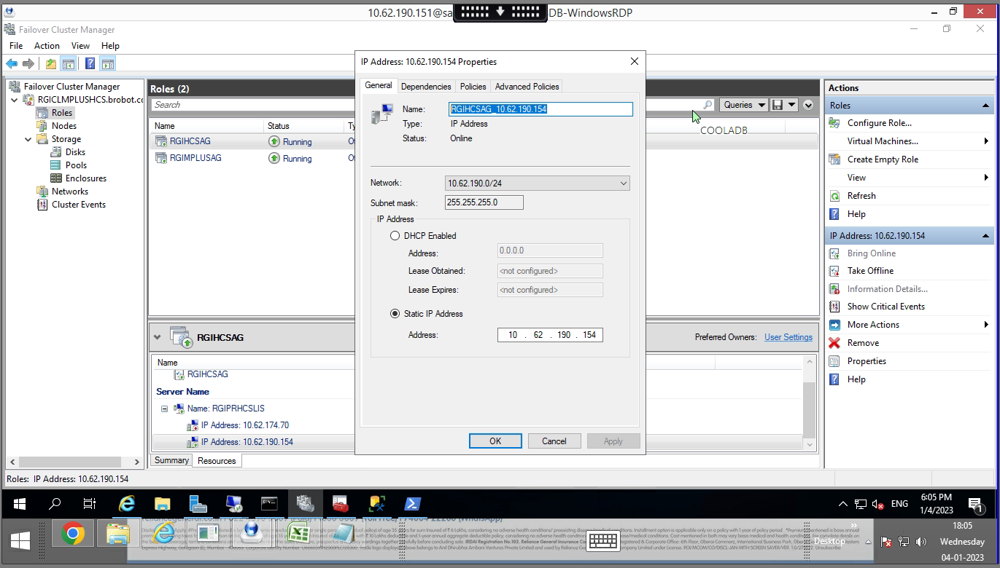 10.62.190.151@sa
DB-WindowsRDP
Failover Cluster Manager
File Action View Help
Failover Cluster Manager
RGICLMPLUSHCS.brobot.co
Roles
Nodes
Storage
Disks
Pools
Enclosures
Networks
Cluster Events
Roles (2)
Search
Queries
Name Status Ty
RGIHCSAG Running Ot
RGIMPLUSAG Running Ot
COOLADB
IP Address: 10.62.190.154 Properties
General Dependencies Policies Advanced Policies
Name: RGIHCSAG_10.62.190.154
Type: IP Address
Status: Online
Network: 10.62.190.0/24
Subnet mask: 255.255.255.0
IP Address
DHCP Enabled
Address: 0.0.0.0
Lease Obtained: <not configured>
Lease Expires: <not configured>
Static IP Address
Address: 10 . 62 . 190 . 154
OK Cancel Apply
RGIHCSAG
Preferred Owners: User Settings
Name
RGIHCSAG
Server Name
Name: RGIPRHCSLIS
IP Address: 10.62.174.70
IP Address: 10.62.190.154
Summary Resources
Actions
Roles
Configure Role...
Virtual Machines...
Create Empty Role
View
Refresh
Help
IP Address: 10.62.190.154
Bring Online
Take Offline
Information Details...
Show Critical Events
More Actions
Remove
Properties
Help
Roles: IP Address: 10.62.190.154
ENG
6:05 PM
1/4/2023
1
Desktop
18:05
Wednesday
04-01-2023